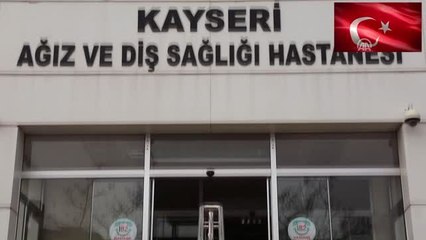 KAYSERİ
AĞIZ VE DİŞ SAĞLIĞI HASTANESİ